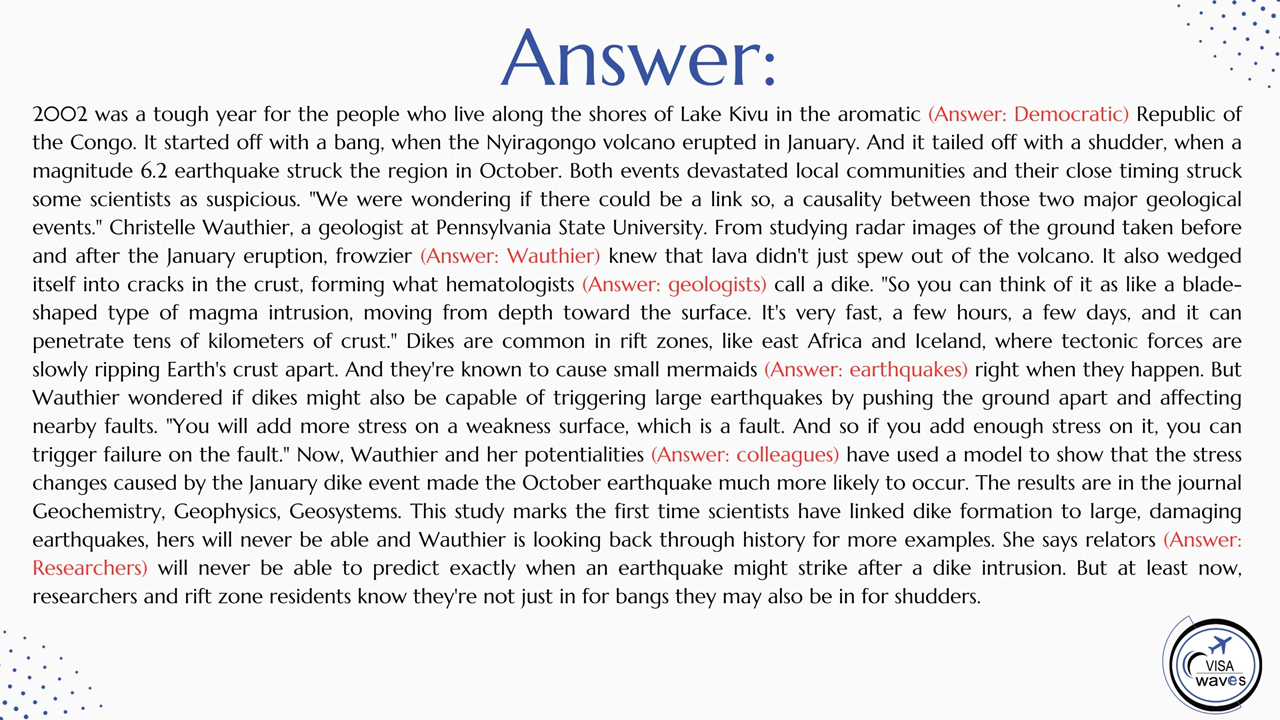 Answer:
2002 was a tough year for the people who live along the shores of Lake Kivu in the aromatic (Answer: Democratic) Republic of
the Congo. It started off with a bang, when the Nyiragongo volcano erupted in January. And it tailed off with a shudder, when a
magnitude 6.2 earthquake struck the region in October. Both events devastated local communities and their close timing struck
some scientists as suspicious. "We were wondering if there could be a link so, a causality between those two major geological
events." Christelle Wauthier, a geologist at Pennsylvania State University. From studying radar images of the ground taken before
and after the January eruption, frowzier (Answer: Wauthier) knew that lava didn't just spew out of the volcano. It also wedged
itself into cracks in the crust, forming what hematologists (Answer: geologists) call a dike. "So you can think of it as like a blade-
shaped type of magma intrusion, moving from depth toward the surface. It's very fast, a few hours, a few days, and it can
penetrate tens of kilometers of crust." Dikes are common in rift zones, like east Africa and Iceland, where tectonic forces are
slowly ripping Earth's crust apart. And they're known to cause small mermaids (Answer: earthquakes) right when they happen. But
Wauthier wondered if dikes might also be capable of triggering large earthquakes by pushing the ground apart and affecting
nearby faults. "You will add more stress on a weakness surface, which is a fault. And so if you add enough stress on it, you can
trigger failure on the fault." Now, Wauthier and her potentialities (Answer: colleagues) have used a model to show that the stress
changes caused by the January dike event made the October earthquake much more likely to occur. The results are in the journal
Geochemistry, Geophysics, Geosystems. This study marks the first time scientists have linked dike formation to large, damaging
earthquakes, hers will never be able and Wauthier is looking back through history for more examples. She says relators (Answer:
Researchers) will never be able to predict exactly when an earthquake might strike after a dike intrusion. But at least now,
researchers and rift zone residents know they're not just in for bangs they may also be in for shudders.
VISA
waves